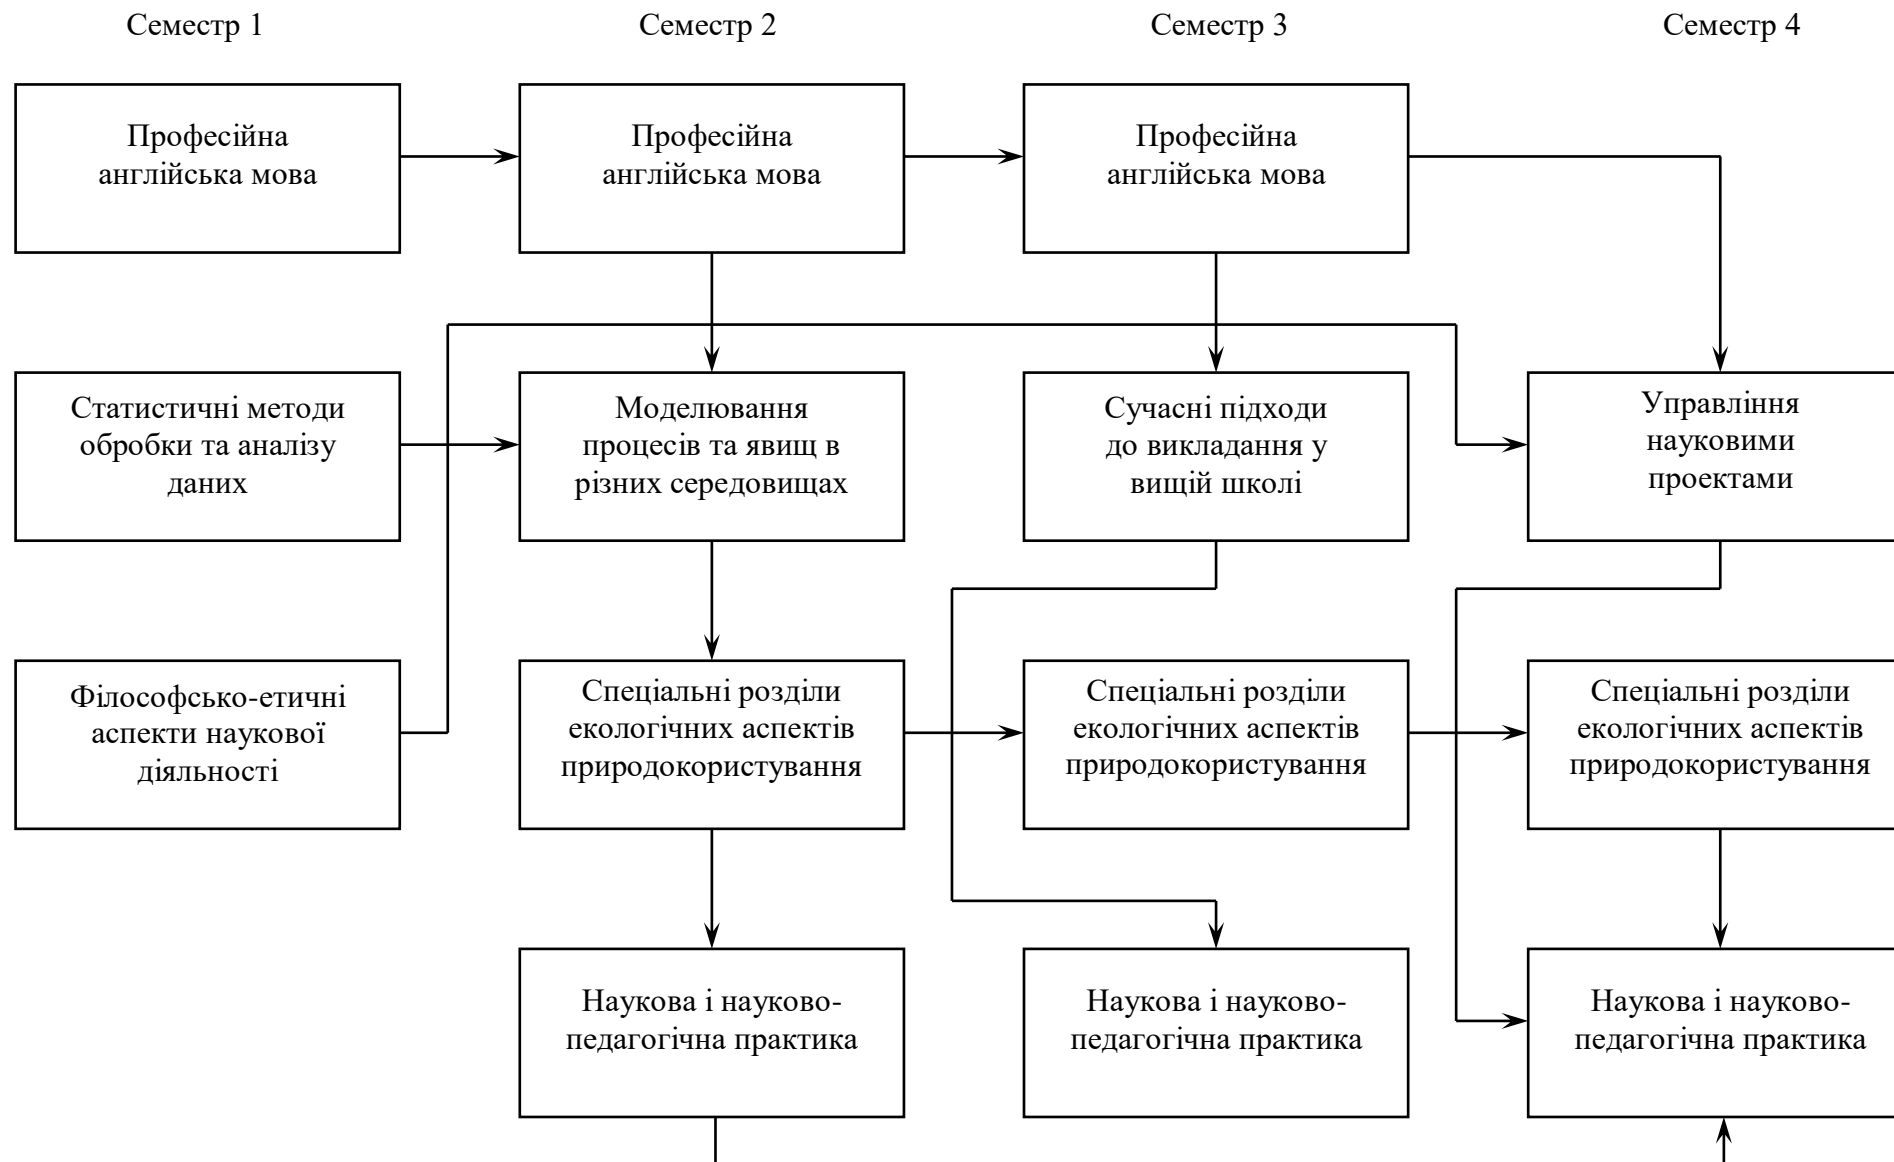 Семестр 1
Семестр 2
Семестр 3
Семестр 4
Професійна
англійська мова
Професійна
англійська мова
Професійна
англійська мова
Статистичні методи
обробки та аналізу
даних
Моделювання
процесів та явищ в
різних середовищах
Сучасні підходи
до викладання у
вищій школі
Управління
науковими
проектами
Філософсько-етичні
аспекти наукової
діяльності
Спеціальні розділи
екологічних аспектів
природокористування
Спеціальні розділи
екологічних аспектів
природокористування
Спеціальні розділи
екологічних аспектів
природокористування
Наукова і науково-
педагогічна практика
Наукова і науково-
педагогічна практика
Наукова і науково-
педагогічна практика